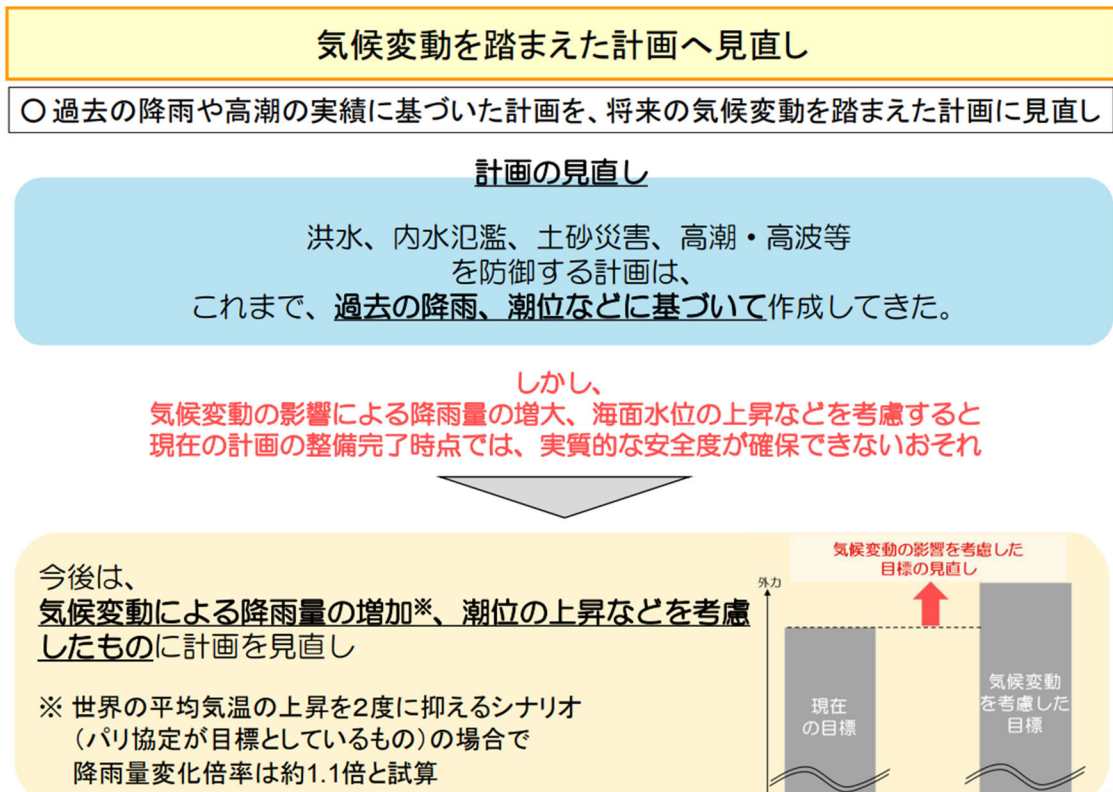 気候変動を踏まえた計画へ見直し
〇過去の降雨や高潮の実績に基づいた計画を、将来の気候変動を踏まえた計画に見直し
計画の見直し
洪水、内水氾濫、土砂災害、高潮・高波等
を防御する計画は、
これまで、過去の降雨、潮位などに基づいて作成してきた。
しかし、
気候変動の影響による降雨量の増大、海面水位の上昇などを考慮すると
現在の計画の整備完了時点では、実質的な安全度が確保できないおそれ
今後は、
気候変動による降雨量の増加※、潮位の上昇などを考慮
したものに計画を見直し
※ 世界の平均気温の上昇を2度に抑えるシナリオ
（パリ協定が目標としているもの）の場合で
降雨量変化倍率は約1.1倍と試算
気候変動の影響を考慮した
目標の見直し
外力
現在
の目標
気候変動
を考慮した
目標